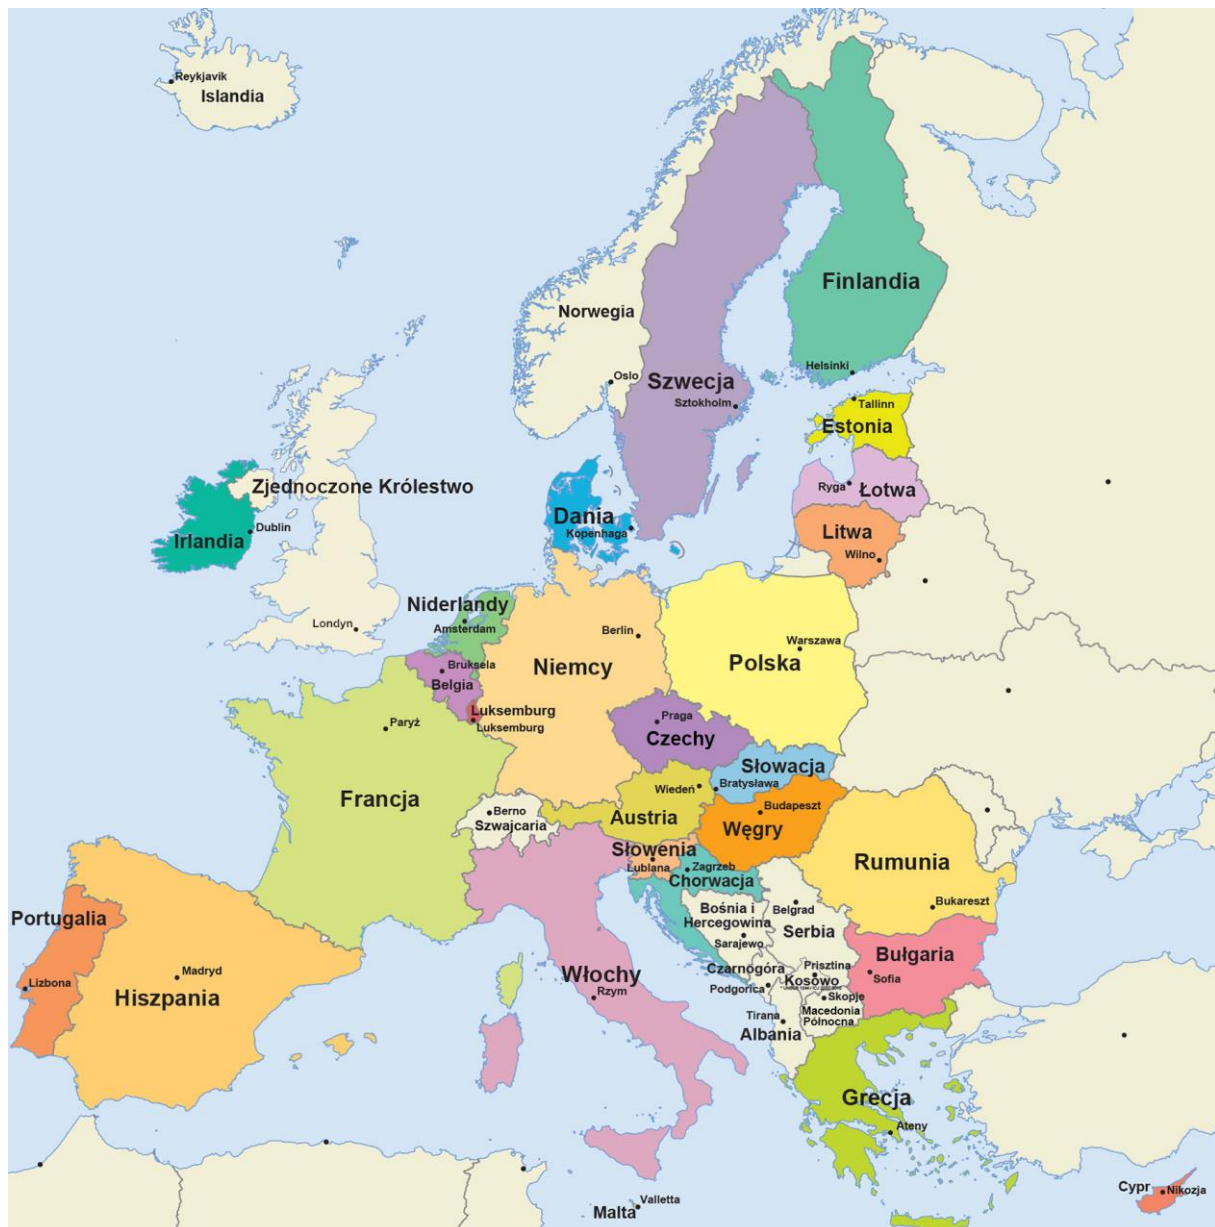 Reykjavik
Islandia
Finlandia
Norwegia
Helsinki
Oslo
Szwecja
Sztokholm
Tallinn
Estonia
Zjednoczone Królestwo
Ryga
Łotwa
Dania
Kopenhaga
Dublin
Irlandia
Litwa
Wilno
Niderlandy
Amsterdam
Londyn
Berlin
Warszawa
Polska
Niemcy
Bruksela
Belgia
Luksemburg
Luksemburg
Paryż
Praga
Czechy
Słowacja
Bratysława
Wiedeń
Francja
Berno
Szwajcaria
Austria
Budapeszt
Węgry
Słowenia
Lublana
Zagrzeb
Chorwacja
Rumunia
Bukareszt
Portugalia
Lizbona
Madryd
Hiszpania
Bośnia i
Hercegowina
Sarajewo
Belgrad
Serbia
Bułgaria
Sofia
Włochy
Rzym
Czarnogóra
Podgorica
Prisztina
Kosowo
Skopje
Macedonia
Północna
Tirana
Albania
Grecja
Ateny
Valletta
Malta
Cypr
Nikozja